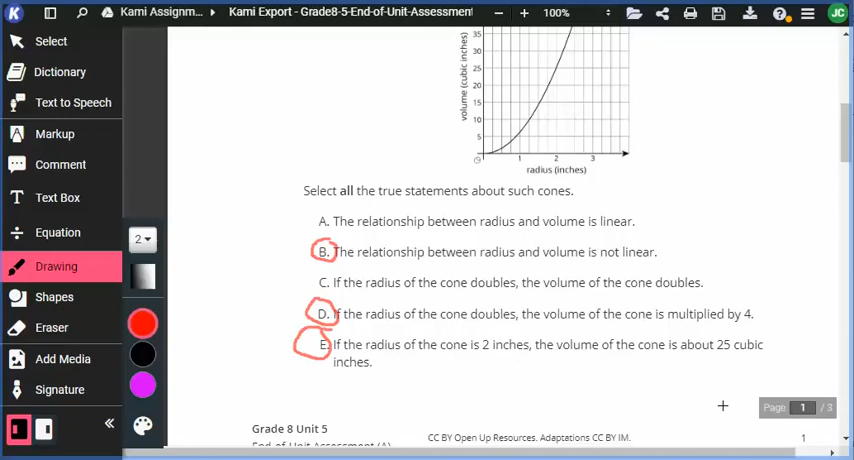 Kami Assignm...
Kami Export - Grade8-5-End-of-Unit-Assessment
100%
JC
Select
Dictionary
Text to Speech
Markup
Comment
Text Box
Equation
Drawing
Shapes
Eraser
Add Media
Signature
2
volume (cubic inches)
35
30
25
20
15
10
5
0
1
2
3
radius (inches)
Select all the true statements about such cones.
A. The relationship between radius and volume is linear.
B. The relationship between radius and volume is not linear.
C. If the radius of the cone doubles, the volume of the cone doubles.
D. If the radius of the cone doubles, the volume of the cone is multiplied by 4.
E. If the radius of the cone is 2 inches, the volume of the cone is about 25 cubic
inches.
Page 1 / 3
Grade 8 Unit 5
End-of-Unit Assessment (A)
CC BY Open Up Resources. Adaptations CC BY IM.
1